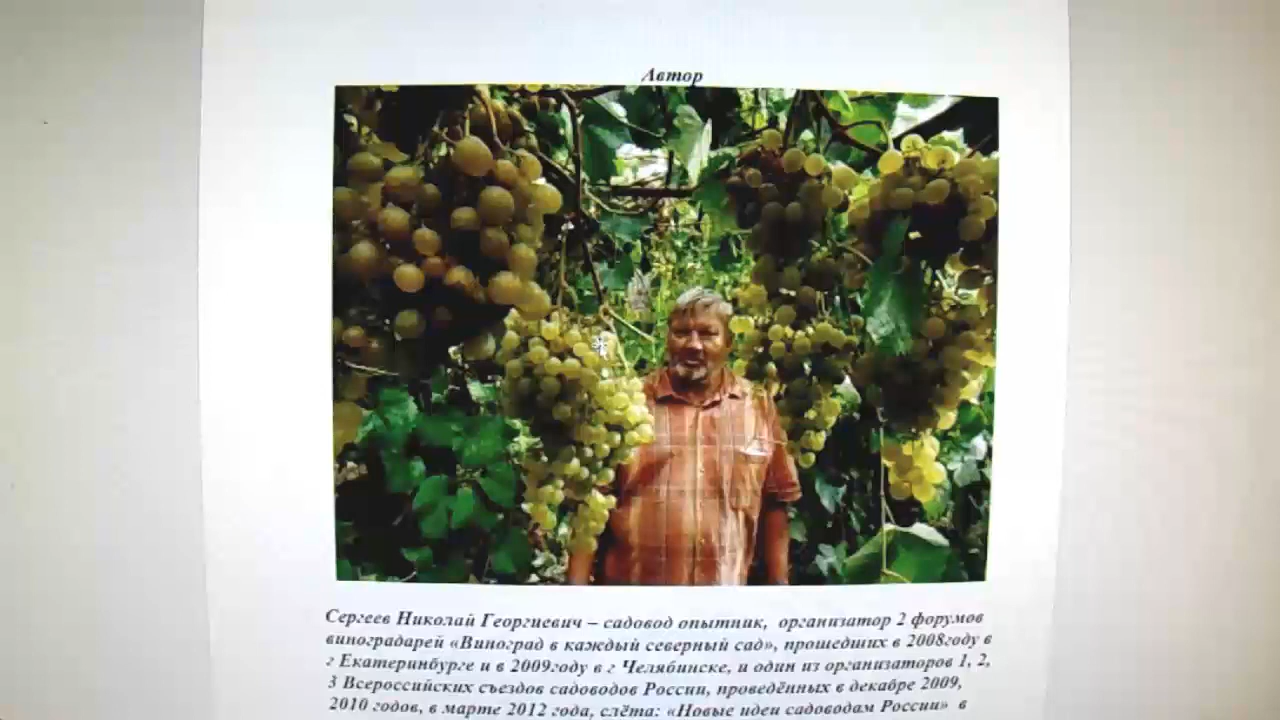 Автор
Сергеев Николай Георгиевич – садовод опытник, организатор 2 форумов
виноградарей «Виноград в каждый северный сад», прошедших в 2008году в
г Екатеринбурге и в 2009году в г Челябинске, и один из организаторов 1, 2,
3 Всероссийских съездов садоводов России, проведённых в декабре 2009,
2010 годов, в марте 2012 года, слёта: «Новые идеи садоводам России» в